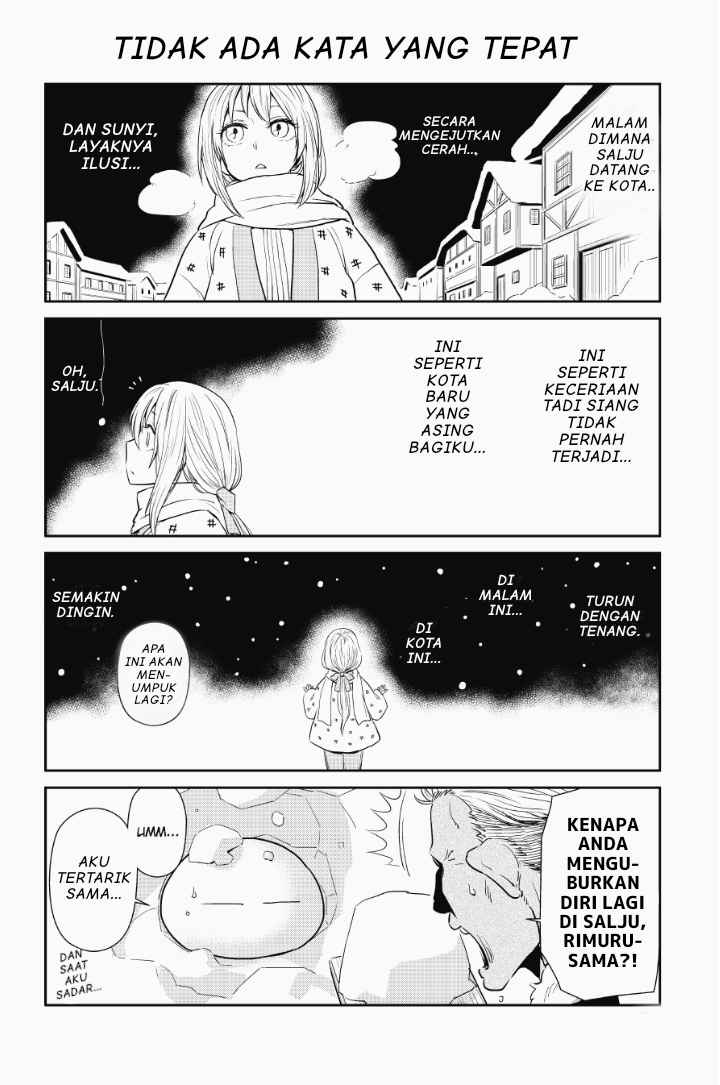 TIDAK ADA KATA YANG TEPAT
MALAM
DIMANA
SALJU
DATANG
KE KOTA..
SECARA
MENGEJUTKAN
CERAH...
DAN SUNYI,
LAYAKNYA
ILUSI...
INI
SEPERTI
KECERIAAN
TADI SIANG
TIDAK
PERNAH
TERJADI...
INI
SEPERTI
KOTA
BARU
YANG
ASING
BAGIKU...
OH,
SALJU.
TURUN
DENGAN
TENANG.
DI
MALAM
INI...
DI
KOTA
INI...
APA
INI AKAN
MEN-
UMPUK
LAGI?
SEMAKIN
DINGIN.
KENAPA
ANDA
MENGU-
BURKAN
DIRI LAGI
DI SALJU,
RIMURU-
SAMA?!
UMM...
AKU
TERTARIK
SAMA...
DAN
SAAT
AKU
SADAR...